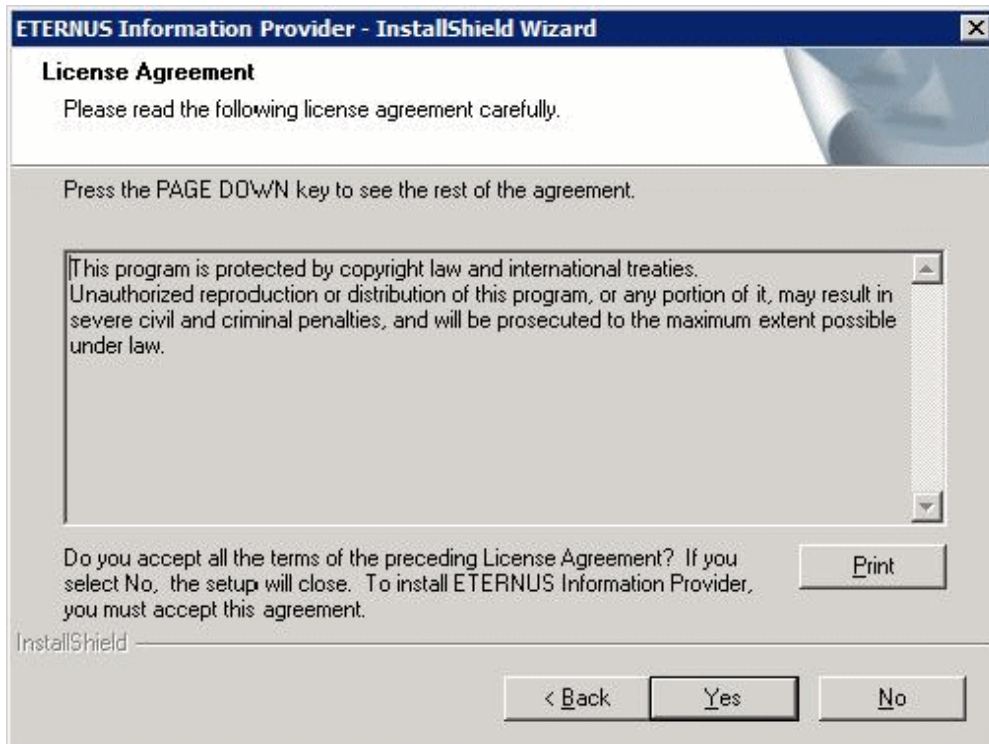 ETERNUS Information Provider - InstallShield Wizard
License Agreement
Please read the following license agreement carefully.
Press the PAGE DOWN key to see the rest of the agreement.
This program is protected by copyright law and international treaties.
Unauthorized reproduction or distribution of this program, or any portion of it, may result in
severe civil and criminal penalties, and will be prosecuted to the maximum extent possible
under law.
Do you accept all the terms of the preceding License Agreement? If you
select No, the setup will close. To install ETERNUS Information Provider,
you must accept this agreement.
Print
InstallShield
< Back Yes No